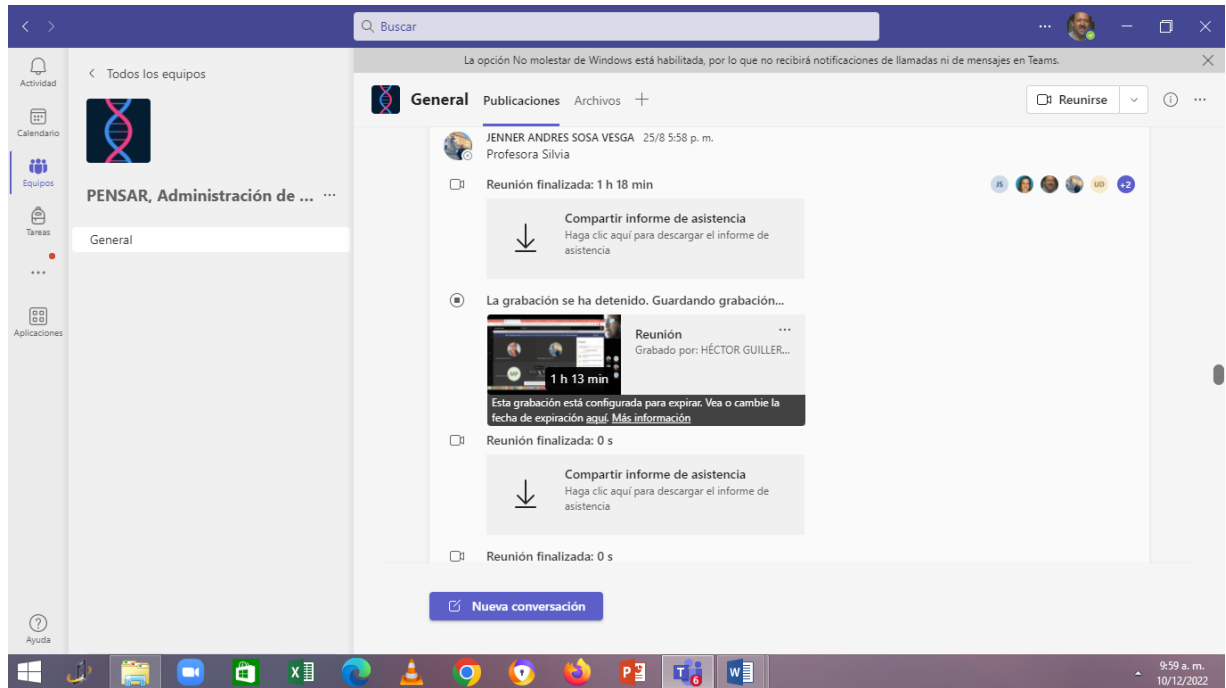 Buscar
Actividad
Calendario
Equipos
Tareas
Aplicaciones
Ayuda
Todos los equipos
PENSAR, Administración de ...
General
La opción No molestar de Windows está habilitada, por lo que no recibirá notificaciones de llamadas ni de mensajes en Teams.
General Publicaciones Archivos
Reunirse
JENNER ANDRES SOSA VESGA 25/8 5:58 p. m.
Profesora Silvia
Reunión finalizada: 1 h 18 min
JS UD +2
Compartir informe de asistencia
Haga clic aquí para descargar el informe de
asistencia
La grabación se ha detenido. Guardando grabación...
Reunión
Grabado por: HÉCTOR GUILLER...
MP
1 h 13 min
Esta grabación está configurada para expirar. Vea o cambie la
fecha de expiración aquí. Más información
Reunión finalizada: 0 s
Compartir informe de asistencia
Haga clic aquí para descargar el informe de
asistencia
Reunión finalizada: 0 s
Nueva conversación
9:59 a. m.
10/12/2022